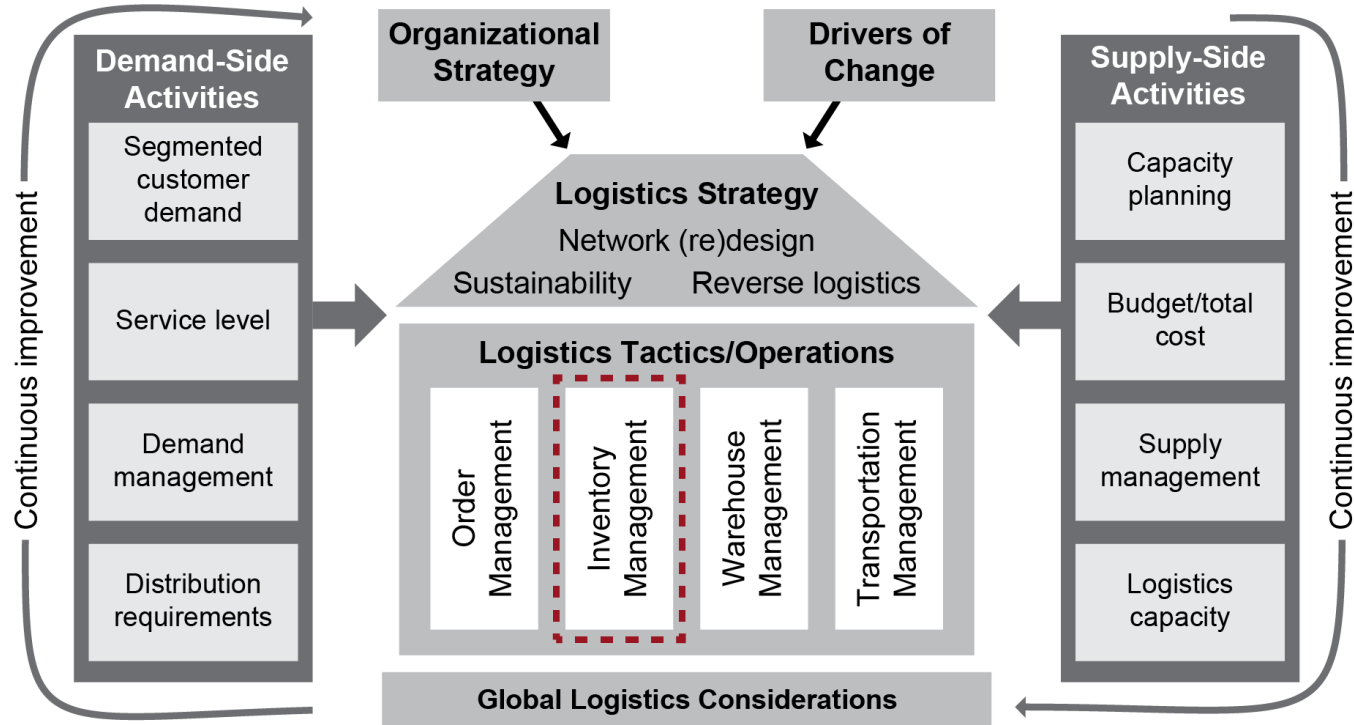 Continuous improvement
Demand-Side
Activities
Segmented
customer
demand
Service level
Demand
management
Distribution
requirements
Organizational
Strategy
Drivers of
Change
Logistics Strategy
Network (re)design
Sustainability
Reverse logistics
Logistics Tactics/Operations
Order
Management
Inventory
Management
Warehouse
Management
Transportation
Management
Global Logistics Considerations
Supply-Side
Activities
Capacity
planning
Budget/total
cost
Supply
management
Logistics
capacity
Continuous improvement